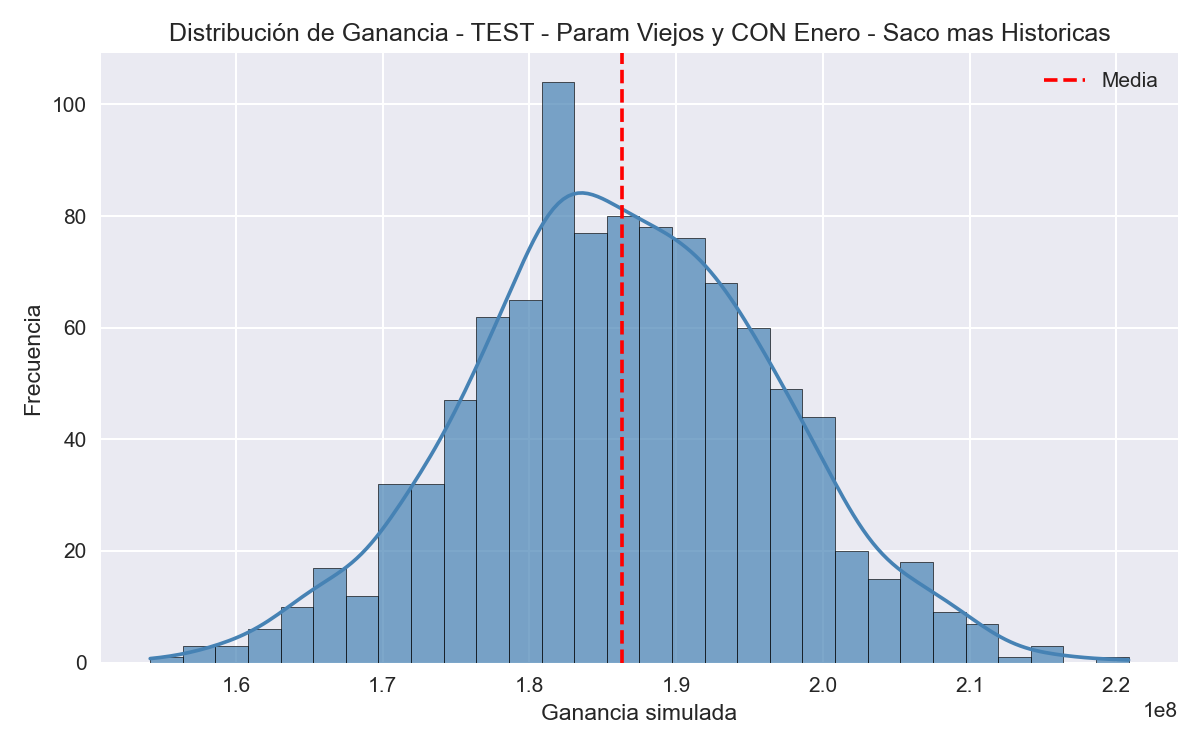 Distribución de Ganancia - TEST - Param Viejos y CON Enero - Saco mas Historicas
Media
Frecuencia
100
80
60
40
20
0
1.6 1.7 1.8 1.9 2.0 2.1 2.2
1e8
Ganancia simulada